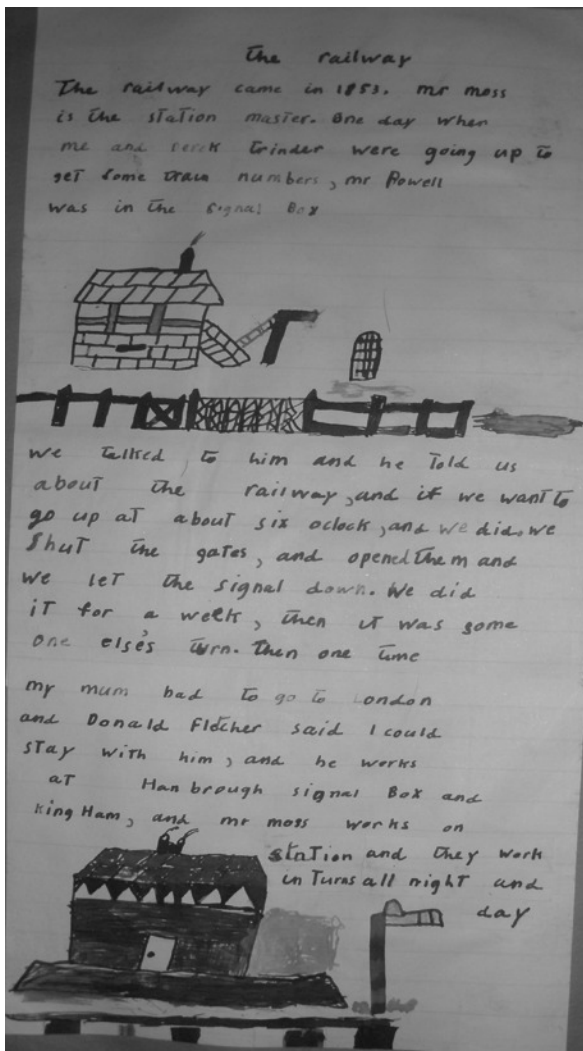 the railway
The railway came in 1853. mr moss
is the station master. One day when
me and Derek trinder were going up to
get some train numbers, mr Powell
was in the signal Box
we talked to him and he told us
about the railway, and if we want to
go up at about six oclock, and we did. we
shut the gates, and opened them and
we let the signal down. We did
it for a week, then it was some
one else's turn. then one time
my mum had to go to London
and Donald Fletcher said I could
stay with him, and he works
at Hanbrough signal Box and
king Ham, and mr moss works on
station and they work
in Turns all night and
day